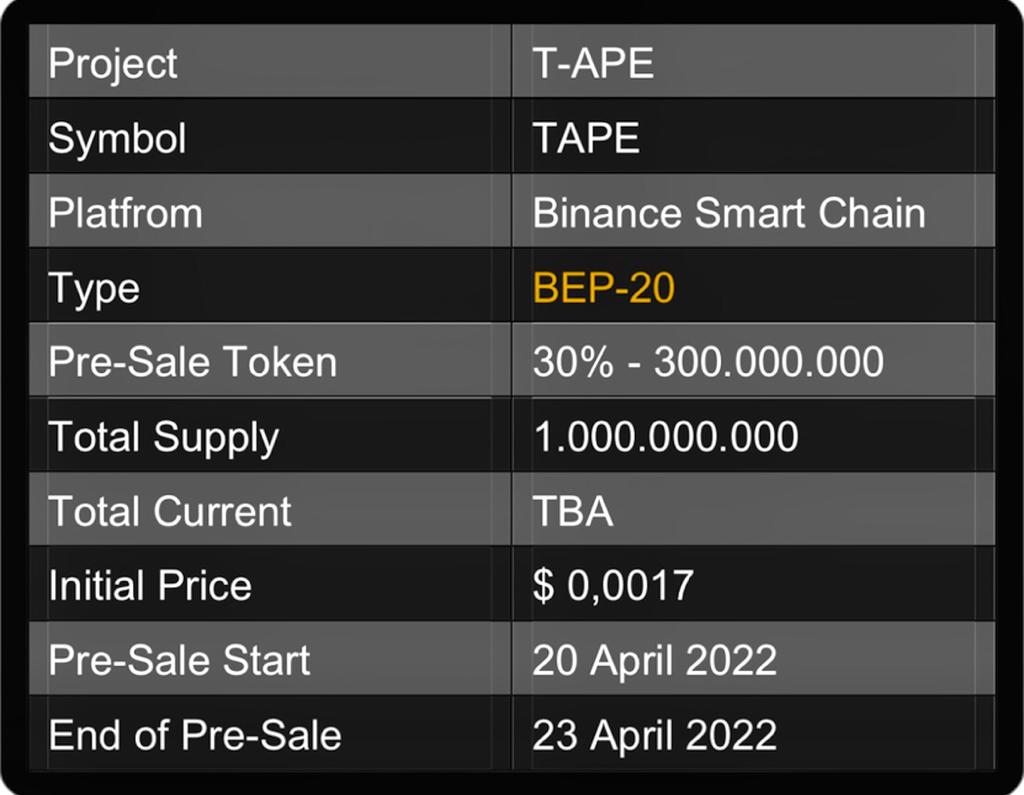 Project T-APE
Symbol TAPE
Platfrom Binance Smart Chain
Type BEP-20
Pre-Sale Token 30% - 300.000.000
Total Supply 1.000.000.000
Total Current TBA
Initial Price $ 0,0017
Pre-Sale Start 20 April 2022
End of Pre-Sale 23 April 2022